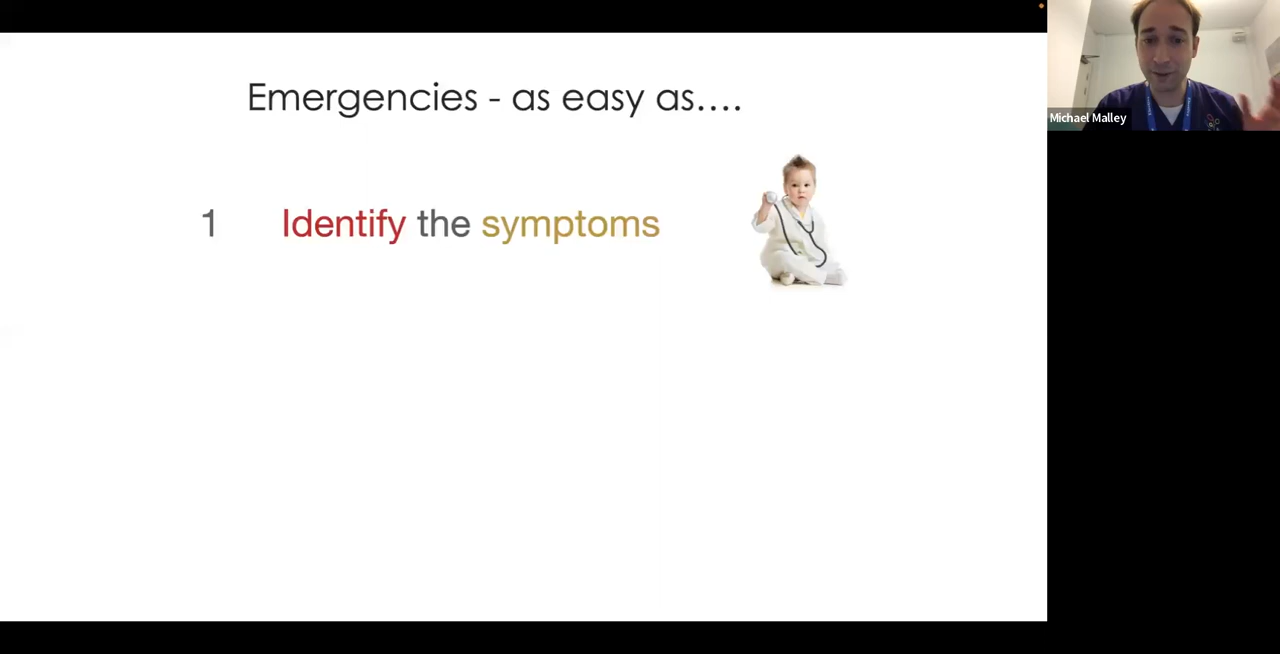 Emergencies - as easy as....
1 Identify the symptoms
Michael Malley